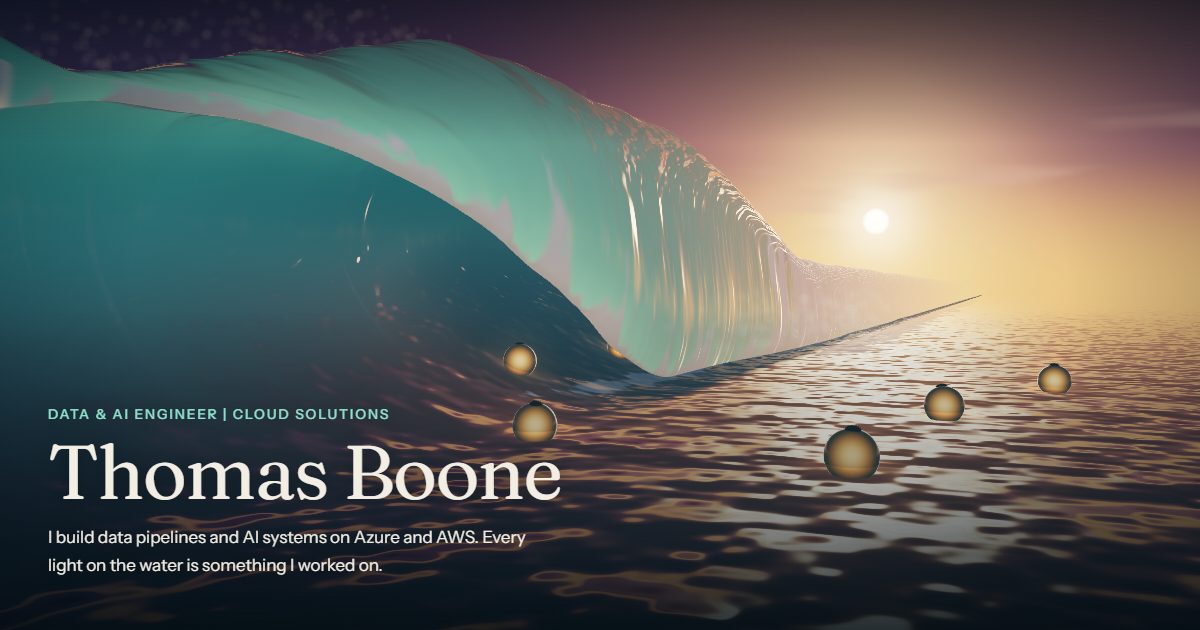 DATA & AI ENGINEER | CLOUD SOLUTIONS
Thomas Boone
I build data pipelines and AI systems on Azure and AWS. Every
light on the water is something I worked on.